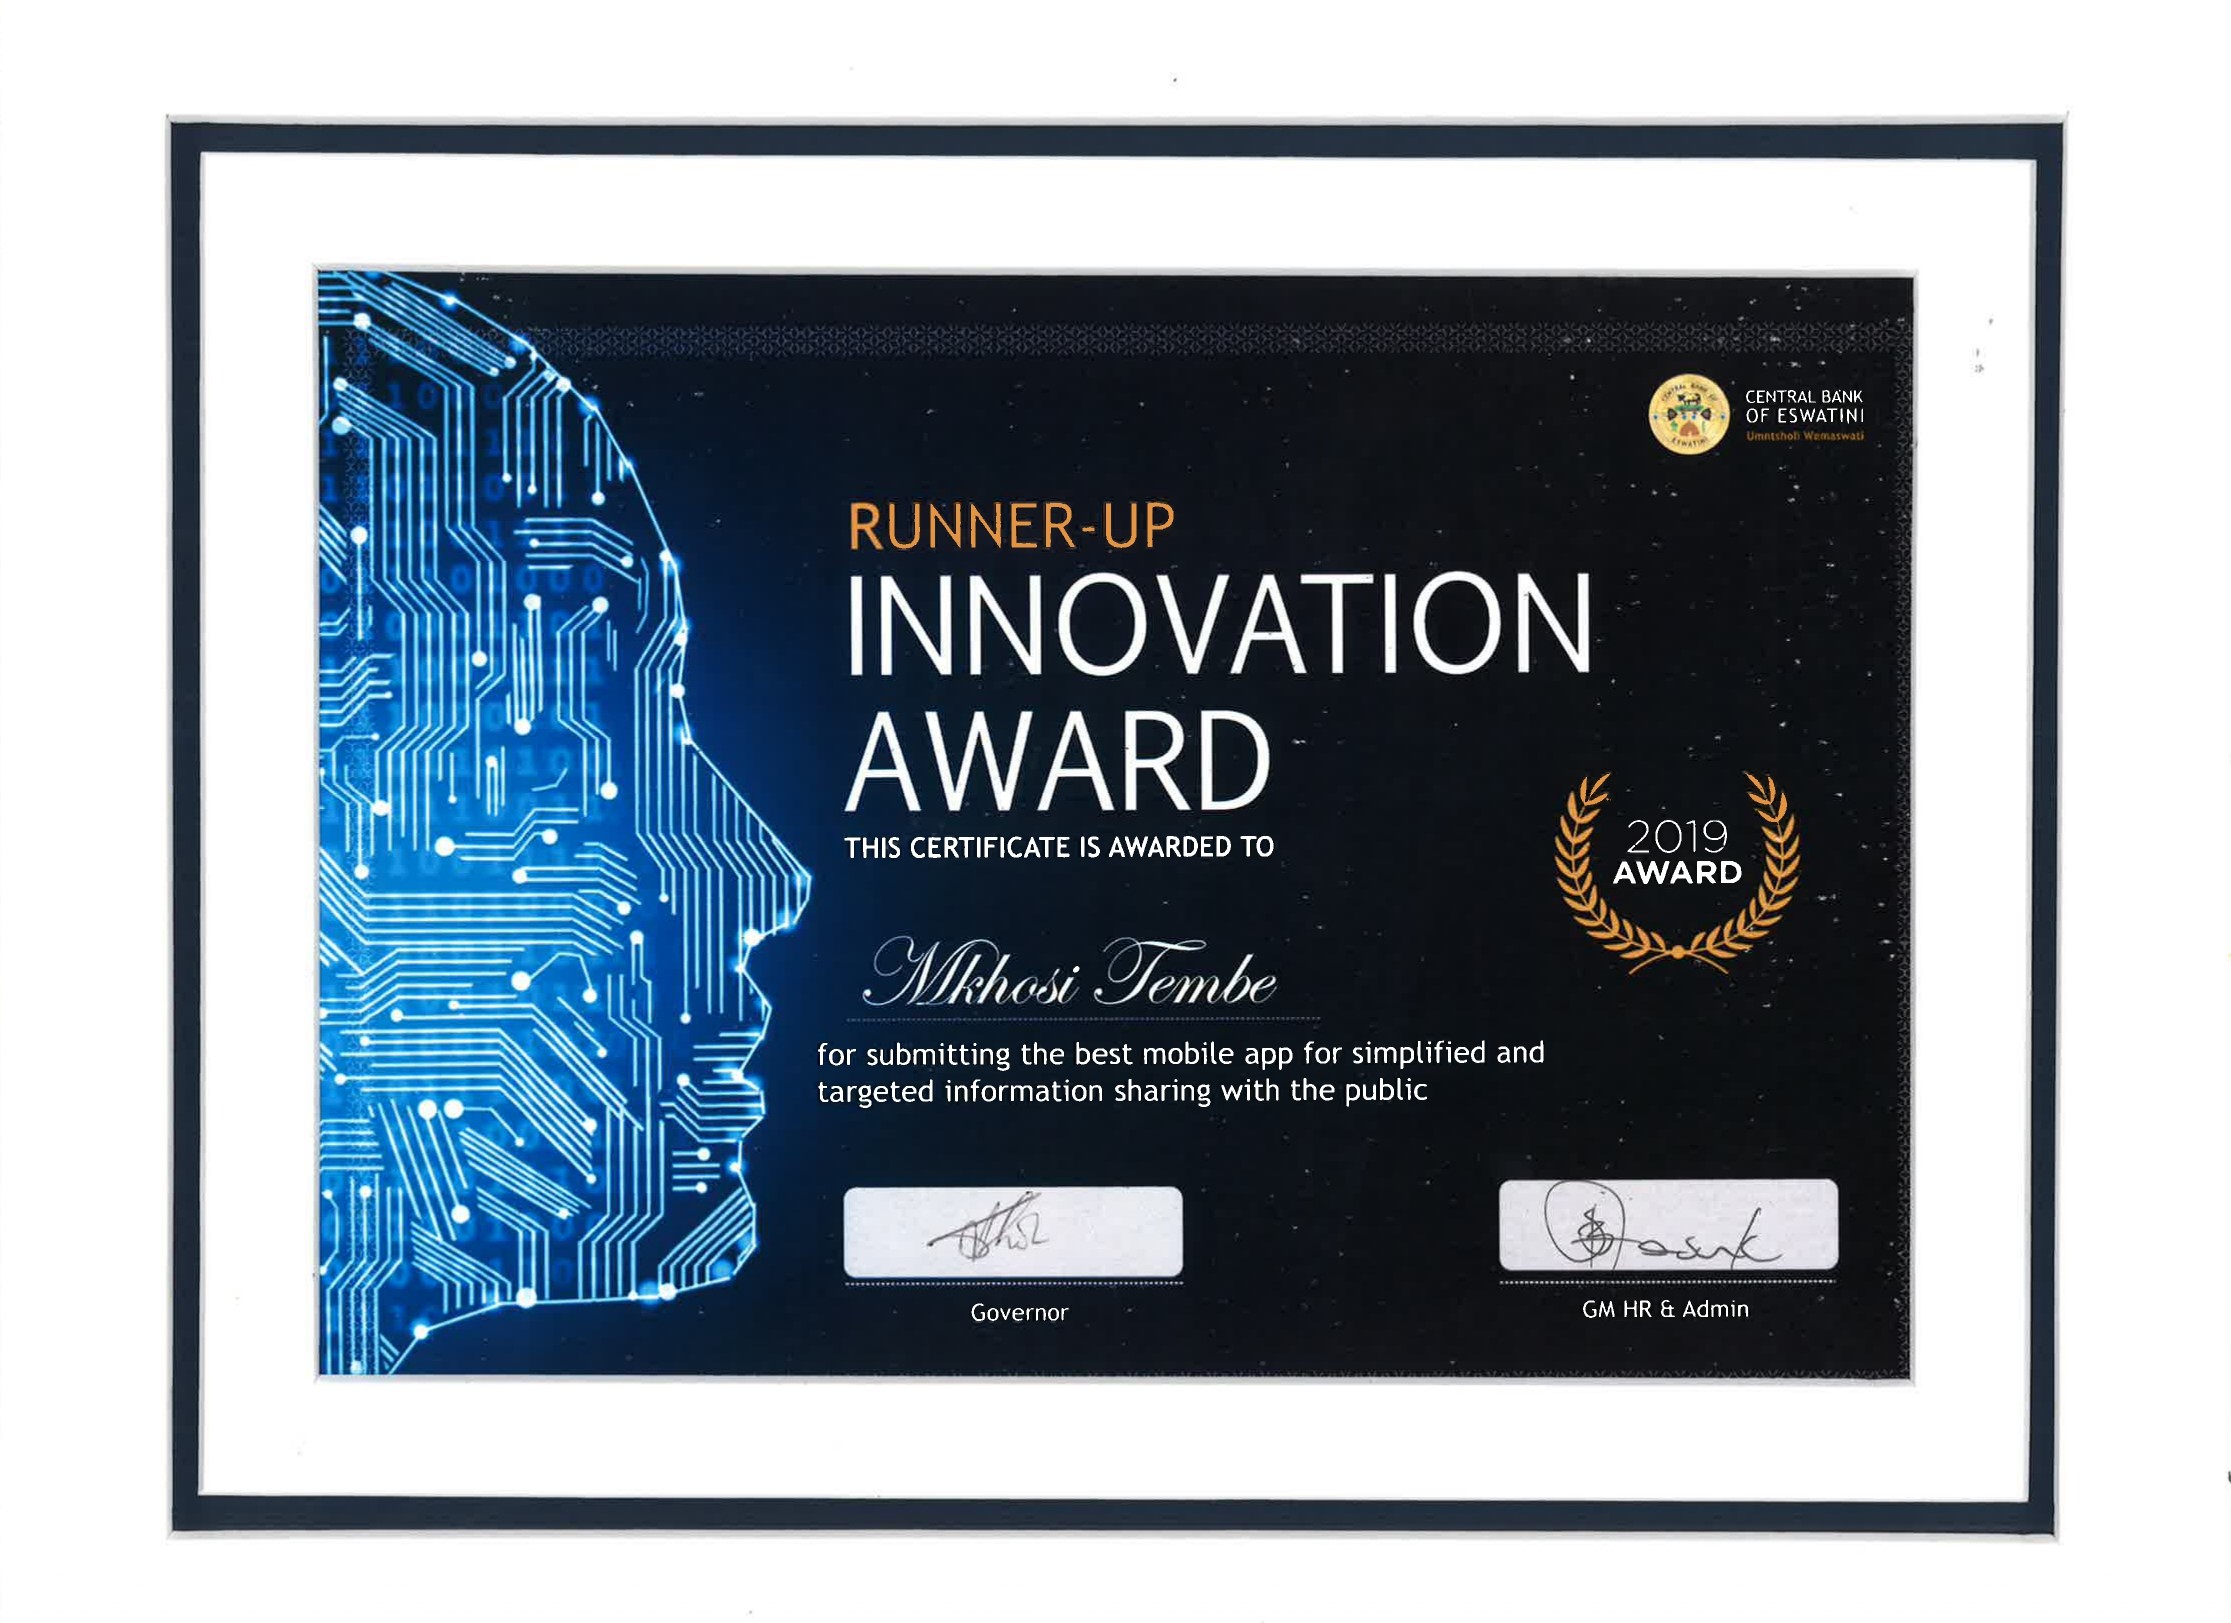 CENTRAL BANK
OF ESWATINI
Umntsholi Wemaswati
RUNNER-UP
INNOVATION
AWARD
THIS CERTIFICATE IS AWARDED TO
2019
AWARD
Mkhosi Tembe
for submitting the best mobile app for simplified and
targeted information sharing with the public
Governor
GM HR & Admin